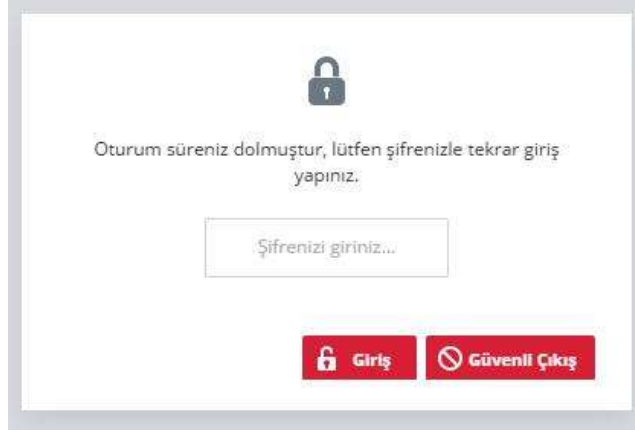 Oturum süreniz dolmuştur, lütfen şifrenizle tekrar giriş
yapınız.
Şifrenizi giriniz...
Giriş
Güvenli Çıkış